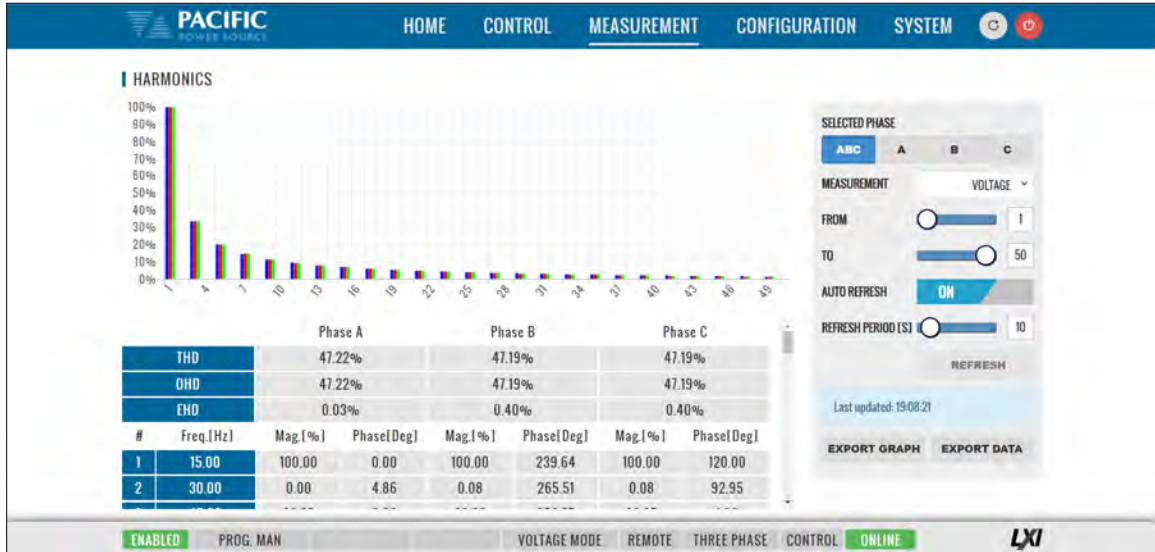 PACIFIC
POWER SOURCE
HOME CONTROL MEASUREMENT CONFIGURATION SYSTEM
HARMONICS
100%
90%
80%
70%
60%
50%
40%
30%
20%
10%
0%
1 4 7 10 13 16 19 22 25 28 31 34 37 40 43 46 49
SELECTED PHASE
ABC A B C
MEASUREMENT VOLTAGE
FROM 1
TO 50
AUTO REFRESH ON
REFRESH PERIOD [S] 10
REFRESH
Last updated: 19:08:21
EXPORT GRAPH EXPORT DATA
Phase A Phase B Phase C
THD 47.22% 47.19% 47.19%
OHD 47.22% 47.19% 47.19%
EHD 0.03% 0.40% 0.40%
# Freq.[Hz] Mag.[%] Phase[Deg] Mag.[%] Phase[Deg] Mag.[%] Phase[Deg]
1 15.00 100.00 0.00 100.00 239.64 100.00 120.00
2 30.00 0.00 4.86 0.08 265.51 0.08 92.95
ENABLED PROG. MAN VOLTAGE MODE REMOTE THREE PHASE CONTROL ONLINE LXI